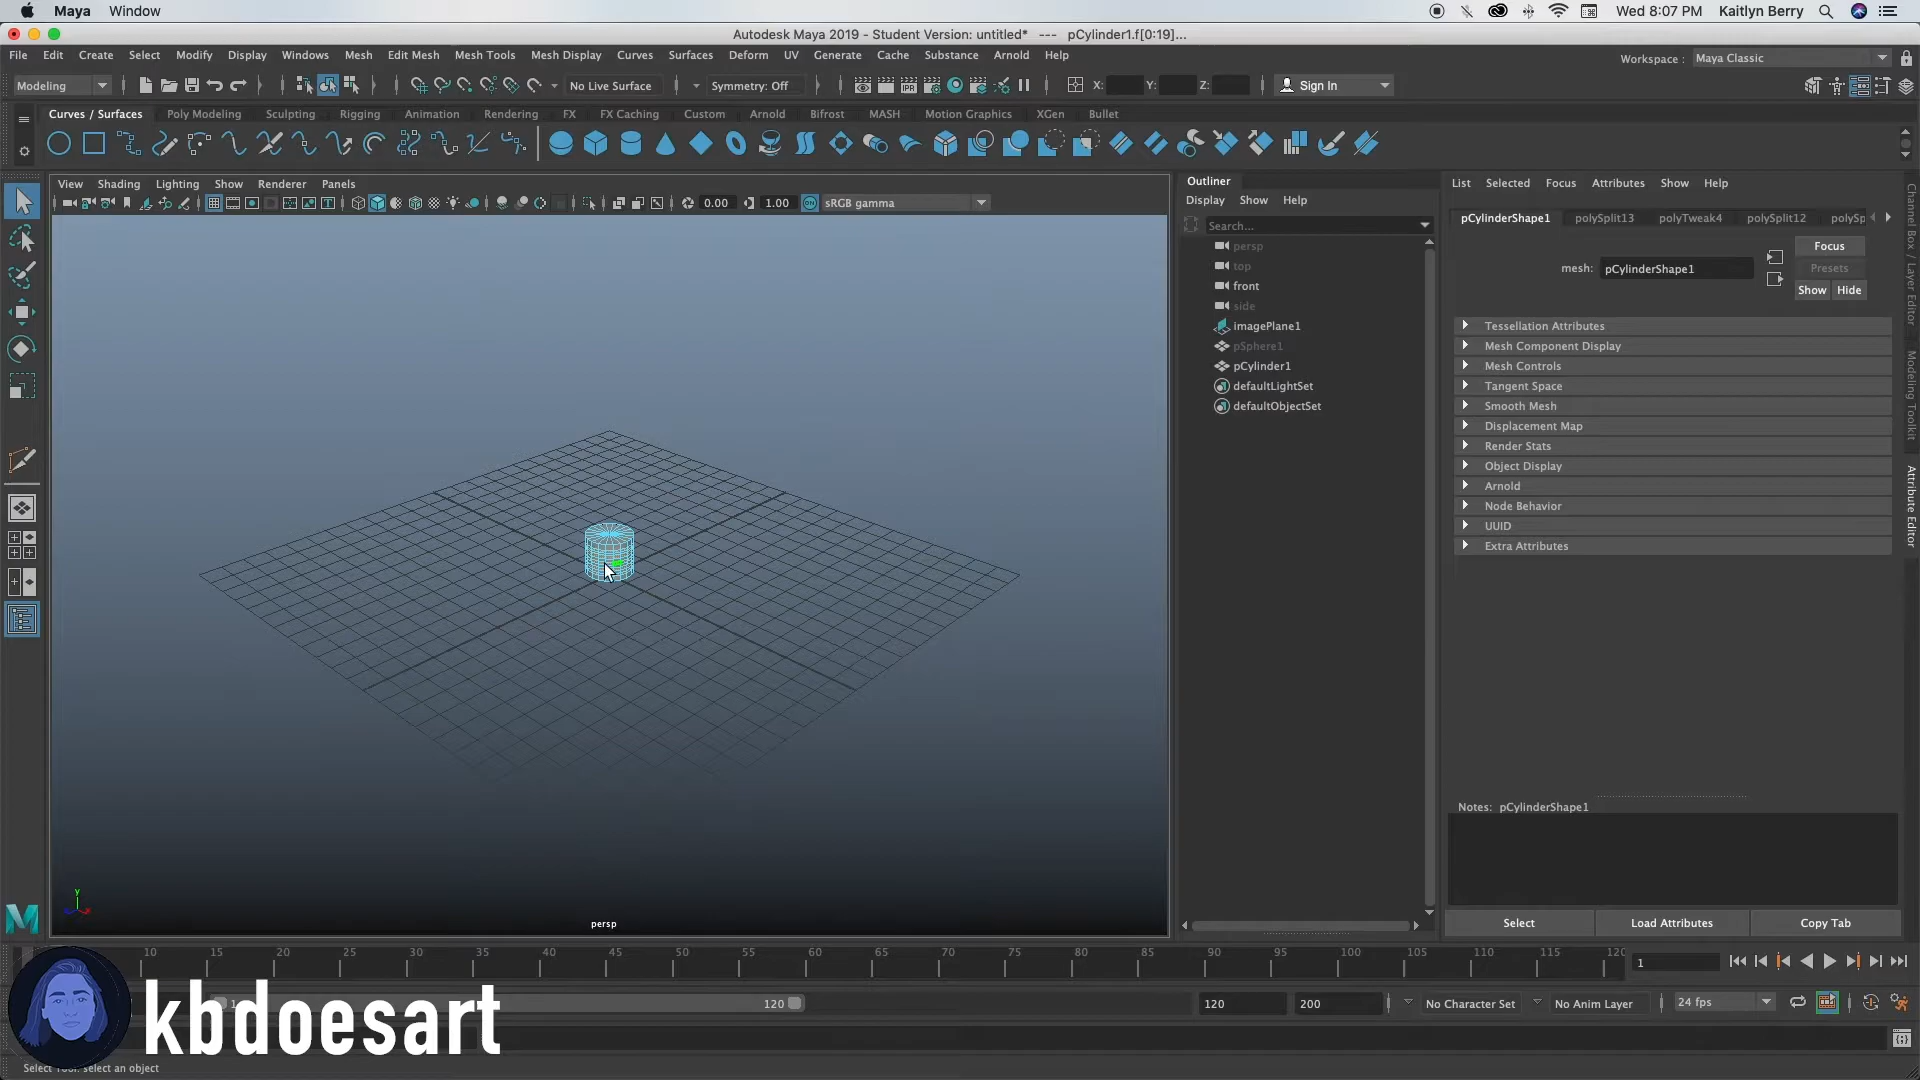 Maya Window Wed 8:07 PM Kaitlyn Berry
Autodesk Maya 2019 - Student Version: untitled* --- pCylinder1.f[0:19]...
File Edit Create Select Modify Display Windows Mesh Edit Mesh Mesh Tools Mesh Display Curves Surfaces Deform UV Generate Cache Substance Arnold Help Workspace : Maya Classic
Modeling No Live Surface Symmetry: Off IPR X: Y: Z: Sign In
Curves / Surfaces Poly Modeling Sculpting Rigging Animation Rendering FX FX Caching Custom Arnold Bifrost MASH Motion Graphics XGen Bullet
View Shading Lighting Show Renderer Panels
0.00 1.00 ON sRGB gamma
Outliner
Display Show Help
Search...
persp
top
front
side
imagePlane1
pSphere1
pCylinder1
defaultLightSet
defaultObjectSet
List Selected Focus Attributes Show Help
pCylinderShape1 polySplit13 polyTweak4 polySplit12 polySp
Focus
mesh: pCylinderShape1 Presets
Show Hide
Tessellation Attributes
Mesh Component Display
Mesh Controls
Tangent Space
Smooth Mesh
Displacement Map
Render Stats
Object Display
Arnold
Node Behavior
UUID
Extra Attributes
Notes: pCylinderShape1
Select Load Attributes Copy Tab
Channel Box / Layer Editor
Modeling Toolkit
Attribute Editor
y
persp
10 15 20 25 30 35 40 45 50 55 60 65 70 75 80 85 90 95 100 105 110 115 120 1
120 120 200 No Character Set No Anim Layer 24 fps
kbdoesart
Select Tool: select an object